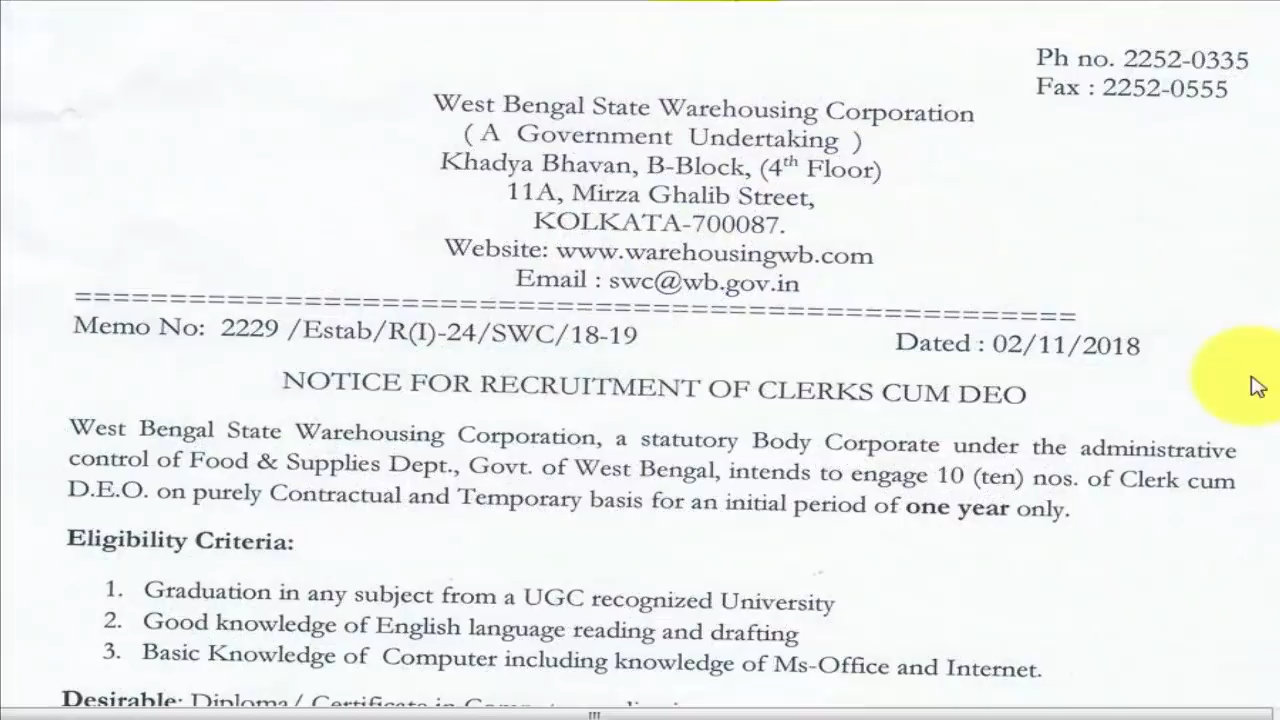 Ph no. 2252-0335
Fax : 2252-0555
West Bengal State Warehousing Corporation
( A Government Undertaking )
Khadya Bhavan, B-Block, (4th Floor)
11A, Mirza Ghalib Street,
KOLKATA-700087.
Website: www.warehousingwb.com
Email : swc@wb.gov.in
================================================================
Memo No: 2229 /Estab/R(I)-24/SWC/18-19 Dated : 02/11/2018
NOTICE FOR RECRUITMENT OF CLERKS CUM DEO
West Bengal State Warehousing Corporation, a statutory Body Corporate under the administrative
control of Food & Supplies Dept., Govt. of West Bengal, intends to engage 10 (ten) nos. of Clerk cum
D.E.O. on purely Contractual and Temporary basis for an initial period of one year only.
Eligibility Criteria:
1. Graduation in any subject from a UGC recognized University
2. Good knowledge of English language reading and drafting
3. Basic Knowledge of Computer including knowledge of Ms-Office and Internet.
Desirable: Diploma/ Certificate in